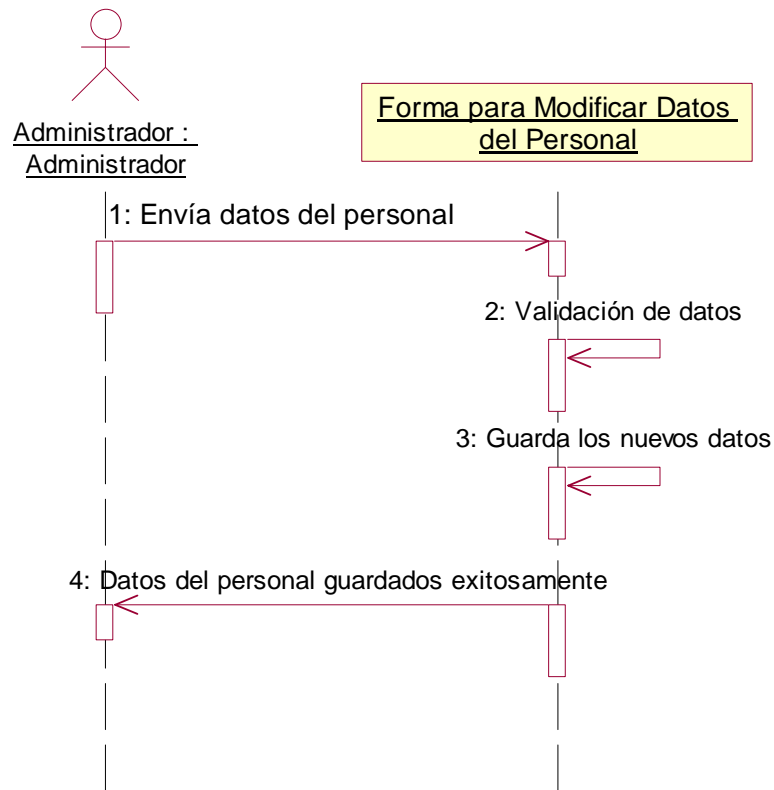 Administrador :
Administrador
Forma para Modificar Datos
del Personal
1: Envía datos del personal
2: Validación de datos
3: Guarda los nuevos datos
4: Datos del personal guardados exitosamente